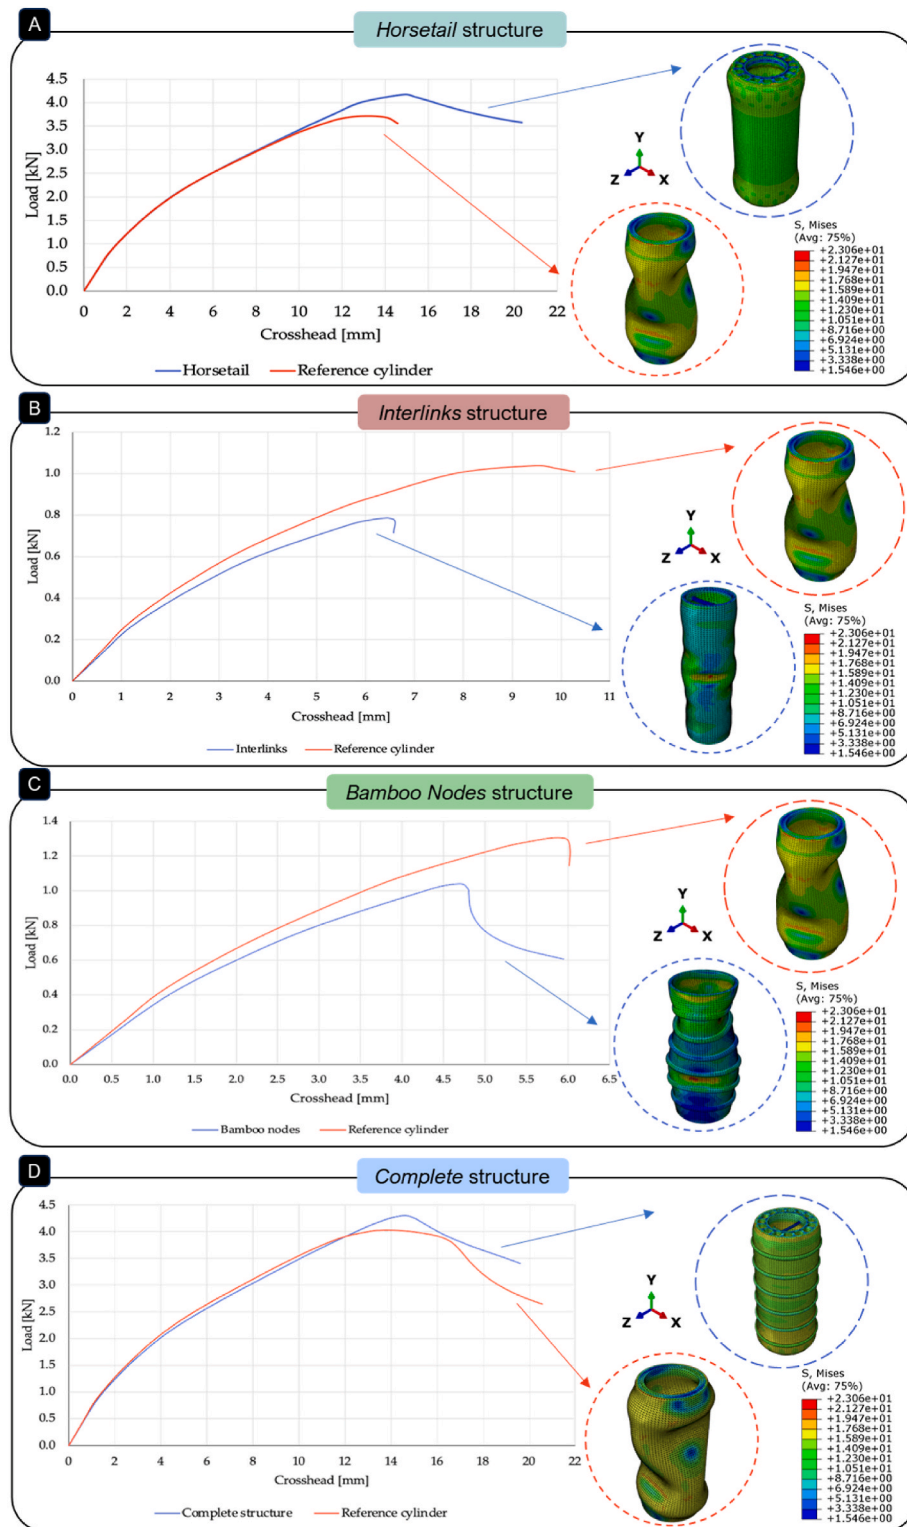 A
Horsetail structure
4.5
4.0
3.5
3.0
2.5
2.0
1.5
1.0
0.5
0.0
Load [kN]
0 2 4 6 8 10 12 14 16 18 20 22
Crosshead [mm]
Horsetail Reference cylinder
Y
Z X
S, Mises
(Avg: 75%)
+2.306e+01
+2.127e+01
+1.947e+01
+1.768e+01
+1.589e+01
+1.409e+01
+1.230e+01
+1.051e+01
+8.716e+00
+6.924e+00
+5.131e+00
+3.338e+00
+1.546e+00
B
Interlinks structure
1.2
1.0
0.8
0.6
0.4
0.2
0.0
Load [kN]
0 1 2 3 4 5 6 7 8 9 10 11
Crosshead [mm]
Interlinks Reference cylinder
Y
Z X
S, Mises
(Avg: 75%)
+2.306e+01
+2.127e+01
+1.947e+01
+1.768e+01
+1.589e+01
+1.409e+01
+1.230e+01
+1.051e+01
+8.716e+00
+6.924e+00
+5.131e+00
+3.338e+00
+1.546e+00
C
Bamboo Nodes structure
1.4
1.2
1.0
0.8
0.6
0.4
0.2
0.0
Load [kN]
0.0 0.5 1.0 1.5 2.0 2.5 3.0 3.5 4.0 4.5 5.0 5.5 6.0 6.5
Crosshead [mm]
Bamboo nodes Reference cylinder
Y
Z X
S, Mises
(Avg: 75%)
+2.306e+01
+2.127e+01
+1.947e+01
+1.768e+01
+1.589e+01
+1.409e+01
+1.230e+01
+1.051e+01
+8.716e+00
+6.924e+00
+5.131e+00
+3.338e+00
+1.546e+00
D
Complete structure
4.5
4.0
3.5
3.0
2.5
2.0
1.5
1.0
0.5
0.0
Load [kN]
0 2 4 6 8 10 12 14 16 18 20 22
Crosshead [mm]
Complete structure Reference cylinder
Y
Z X
S, Mises
(Avg: 75%)
+2.306e+01
+2.127e+01
+1.947e+01
+1.768e+01
+1.589e+01
+1.409e+01
+1.230e+01
+1.051e+01
+8.716e+00
+6.924e+00
+5.131e+00
+3.338e+00
+1.546e+00